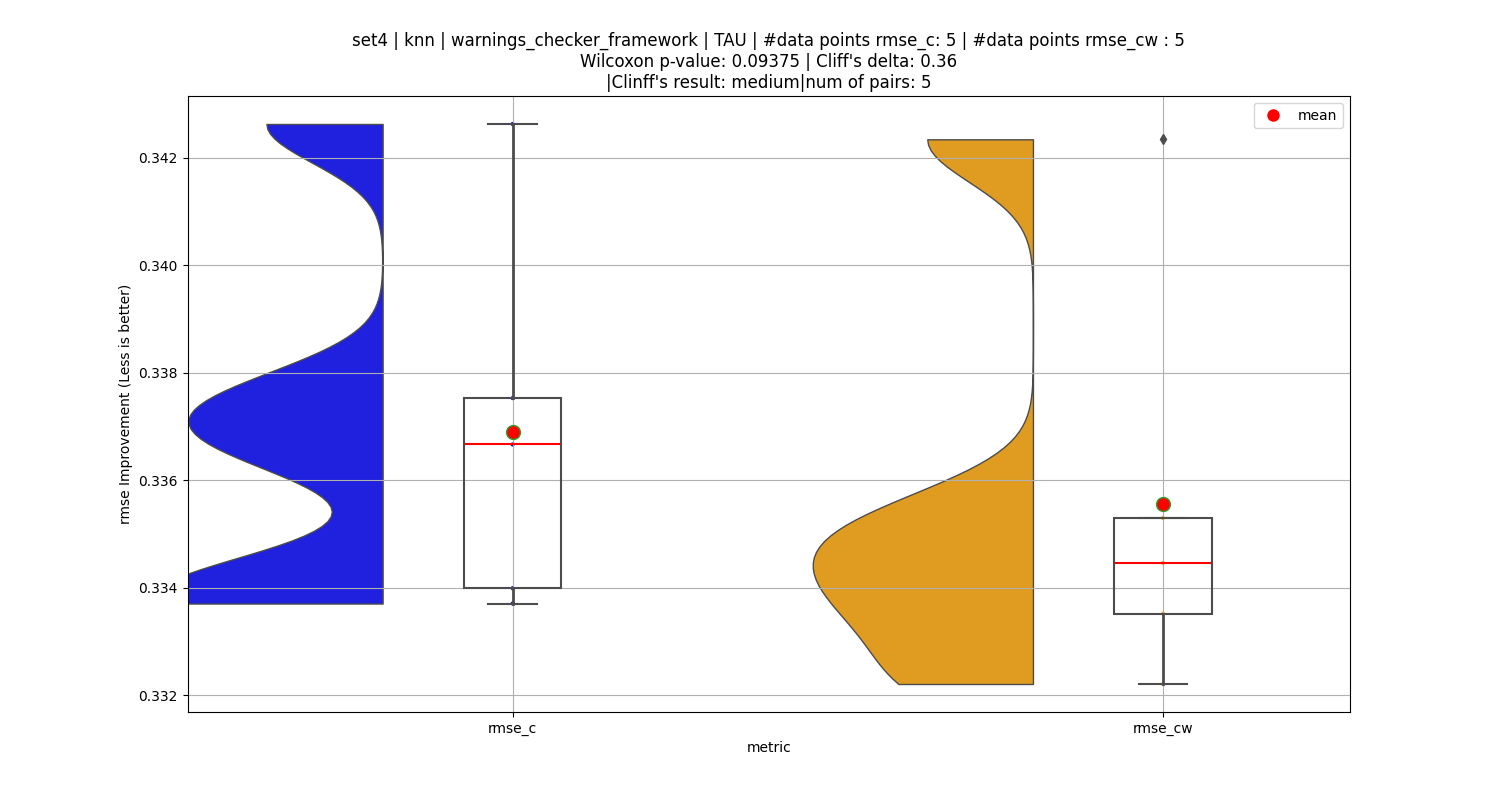 set4 | knn | warnings_checker_framework | TAU | #data points rmse_c: 5 | #data points rmse_cw : 5
Wilcoxon p-value: 0.09375 | Cliff's delta: 0.36
|Clinff's result: medium|num of pairs: 5
mean
0.342
0.340
0.338
0.336
0.334
0.332
rmse Improvement (Less is better)
rmse_c
rmse_cw
metric